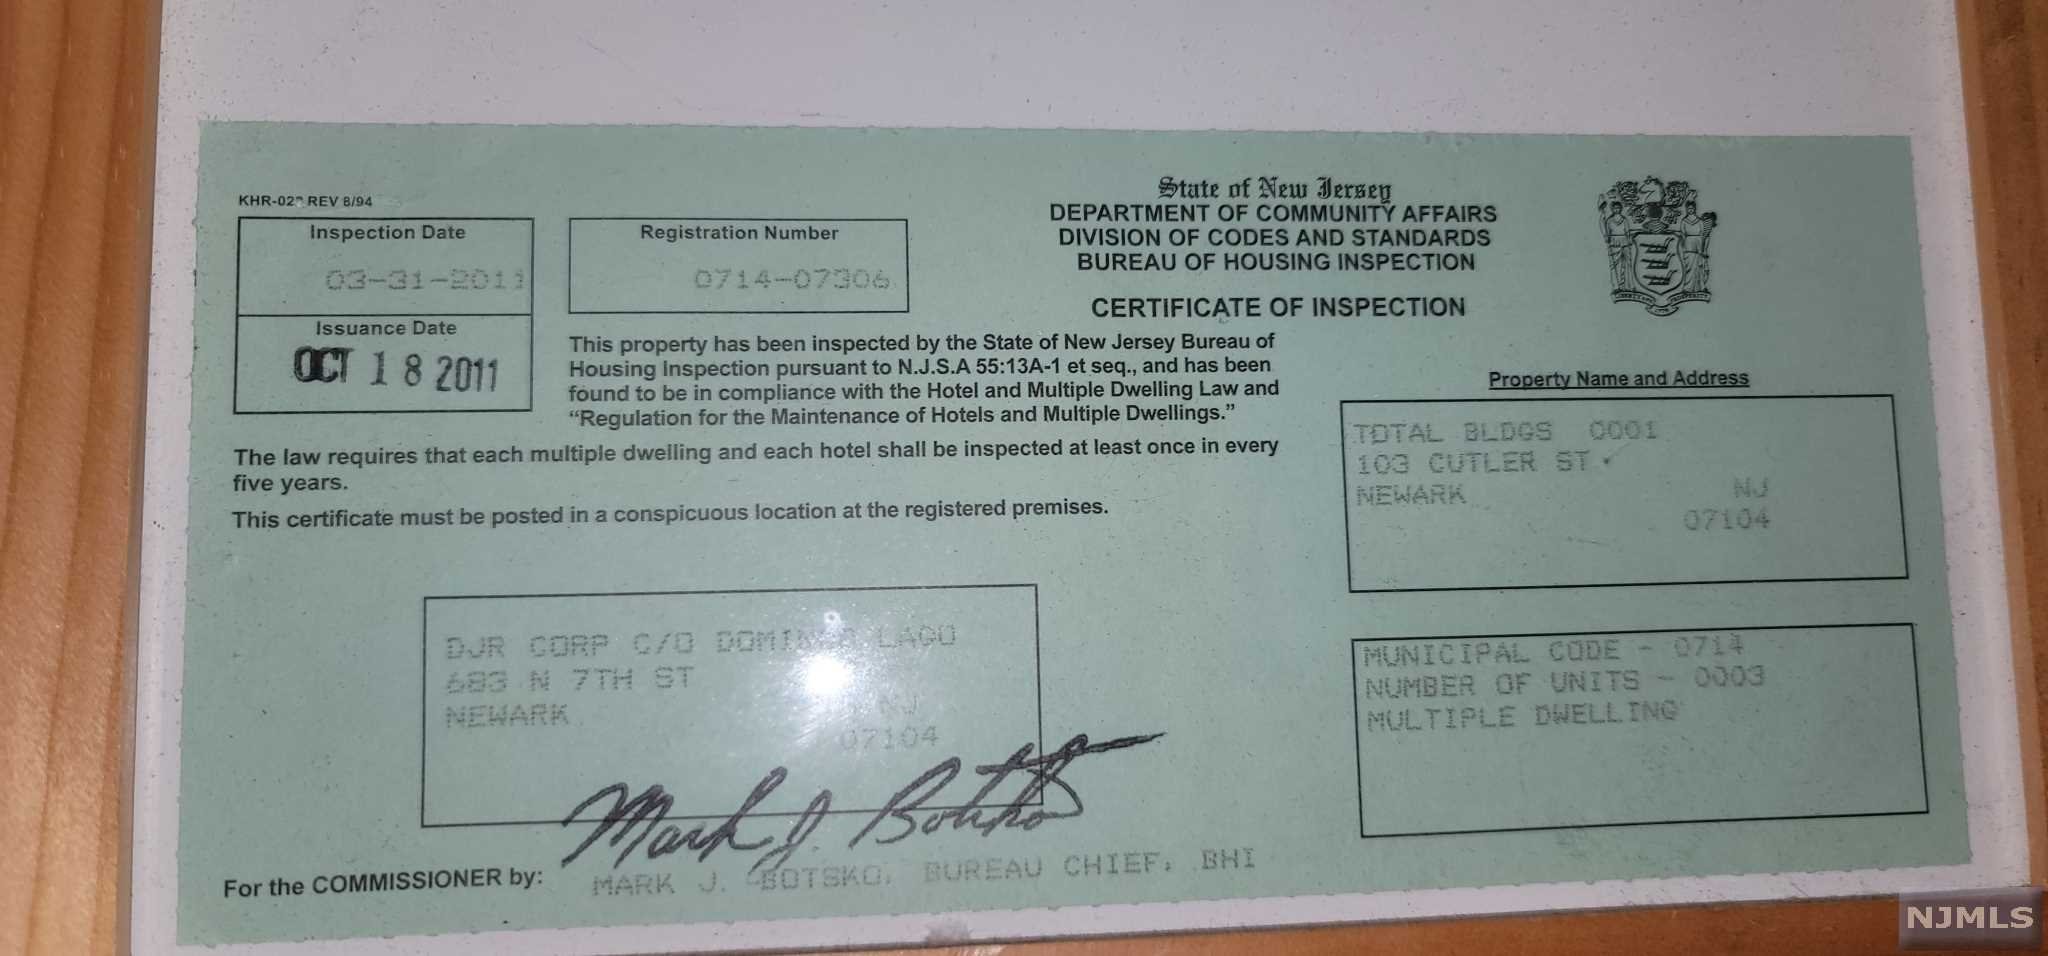 KHR-02 REV 8/94
Inspection Date
03-31-2011
Issuance Date
OCT 18 2011
Registration Number
0714-07306
State of New Jersey
DEPARTMENT OF COMMUNITY AFFAIRS
DIVISION OF CODES AND STANDARDS
BUREAU OF HOUSING INSPECTION
CERTIFICATE OF INSPECTION
This property has been inspected by the State of New Jersey Bureau of
Housing Inspection pursuant to N.J.S.A 55:13A-1 et seq., and has been
found to be in compliance with the Hotel and Multiple Dwelling Law and
“Regulation for the Maintenance of Hotels and Multiple Dwellings.”
The law requires that each multiple dwelling and each hotel shall be inspected at least once in every
five years.
This certificate must be posted in a conspicuous location at the registered premises.
Property Name and Address
TOTAL BLDGS 0001
103 CUTLER ST
NEWARK NJ
07104
DJR CORP C/O LAGO
683 N 7TH ST
NEWARK NJ
07104
MUNICIPAL CODE - 0714
NUMBER OF UNITS - 0003
MULTIPLE DWELLING
Mark J. Botsko
For the COMMISSIONER by:
MARK J. BOTSKO, BUREAU CHIEF, BHI
LIBERTY AND PROSPERITY
NJMLS